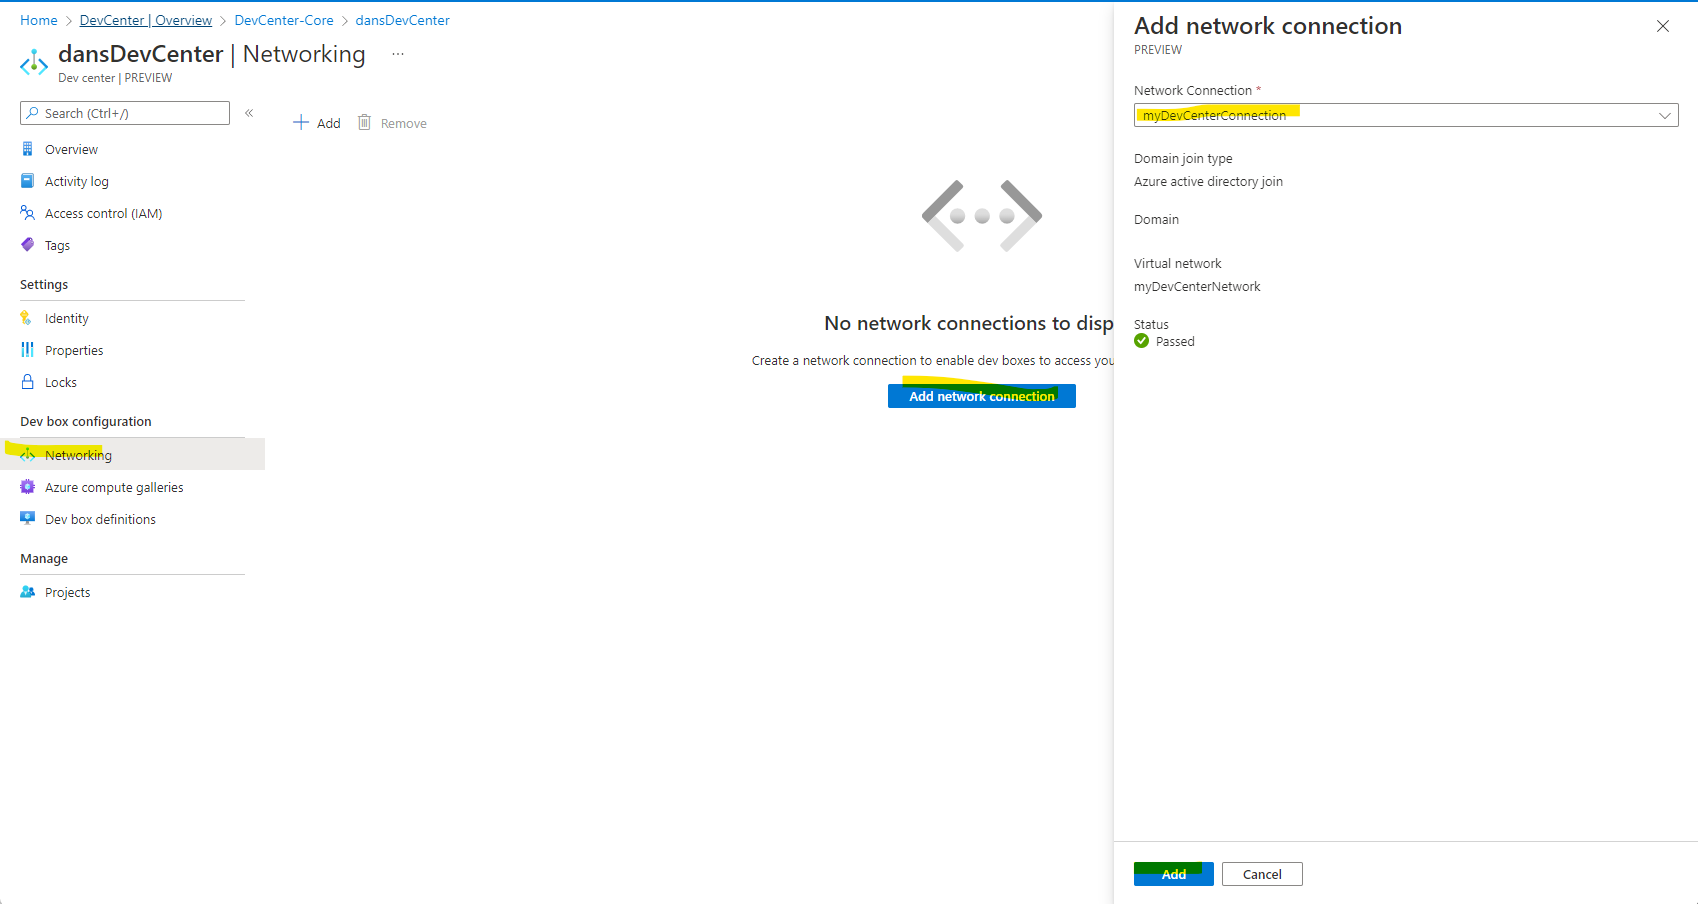 Home > DevCenter | Overview > DevCenter-Core > dansDevCenter
dansDevCenter | Networking ...
Dev center | PREVIEW
Search (Ctrl+/) «
Overview
Activity log
Access control (IAM)
Tags
Settings
Identity
Properties
Locks
Dev box configuration
Networking
Azure compute galleries
Dev box definitions
Manage
Projects
Add Remove
No network connections to disp
Create a network connection to enable dev boxes to access you
Add network connection
Add network connection
PREVIEW
Network Connection *
myDevCenterConnection
Domain join type
Azure active directory join
Domain
Virtual network
myDevCenterNetwork
Status
Passed
Add Cancel